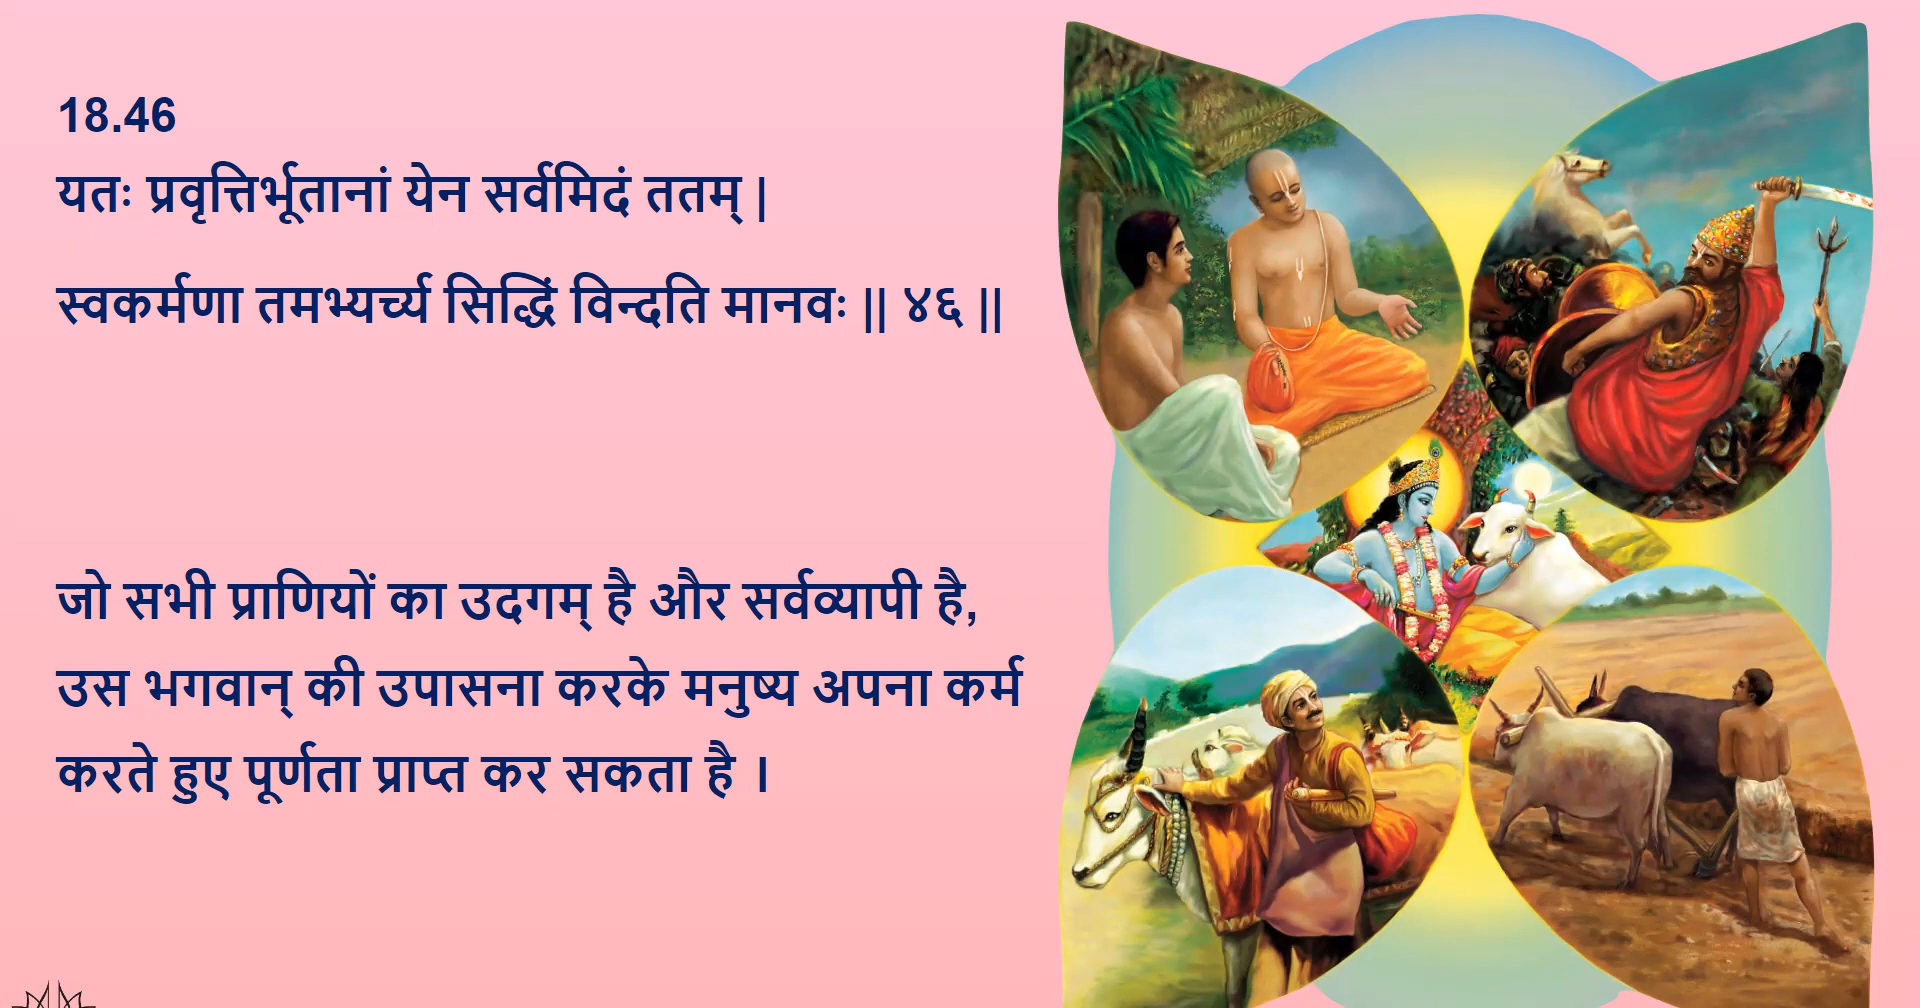 18.46
यतः प्रवृत्तिर्भूतानां येन सर्वमिदं ततम् |
स्वकर्मणा तमभ्यर्च्य सिद्धिं विन्दति मानवः || ४६ ||
जो सभी प्राणियों का उदगम् है और सर्वव्यापी है,
उस भगवान् की उपासना करके मनुष्य अपना कर्म
करते हुए पूर्णता प्राप्त कर सकता है ।